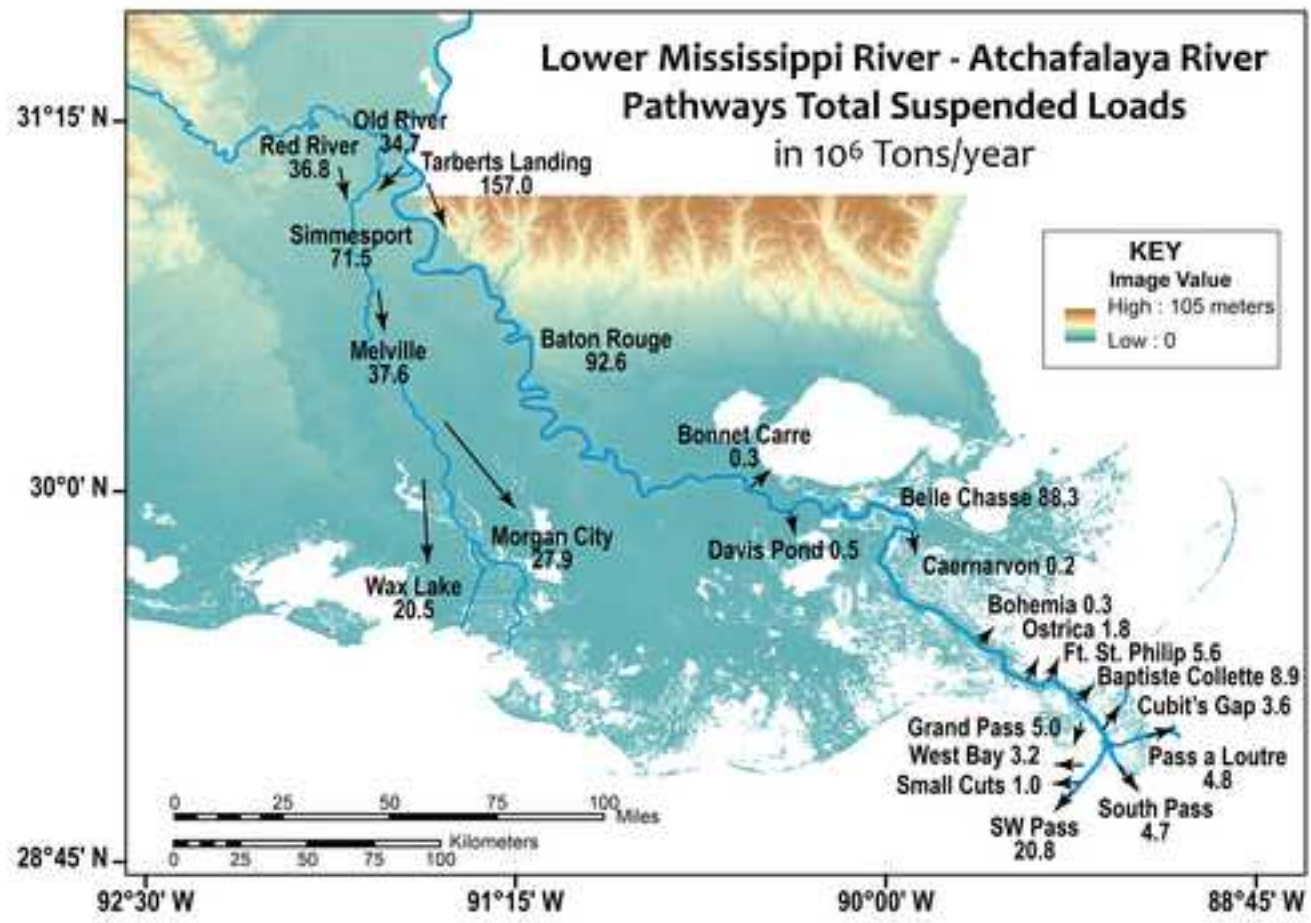 Lower Mississippi River - Atchafalaya River
Pathways Total Suspended Loads
in 10⁶ Tons/year
31°15' N
30°0' N
28°45' N
92°30' W
91°15' W
90°00' W
88°45' W
Old River
34.7
Red River
36.8
Tarberts Landing
157.0
Simmesport
71.5
Melville
37.6
Baton Rouge
92.6
KEY
Image Value
High : 105 meters
Low : 0
Bonnet Carre
0.3
Belle Chasse 88.3
Davis Pond 0.5
Caernarvon 0.2
Morgan City
27.9
Wax Lake
20.5
Bohemia 0.3
Ostrica 1.8
Ft. St. Philip 5.6
Baptiste Collette 8.9
Cubit's Gap 3.6
Grand Pass 5.0
West Bay 3.2
Small Cuts 1.0
Pass a Loutre
4.8
South Pass
4.7
SW Pass
20.8
0 25 50 75 100
Miles
Kilometers
0 25 50 75 100